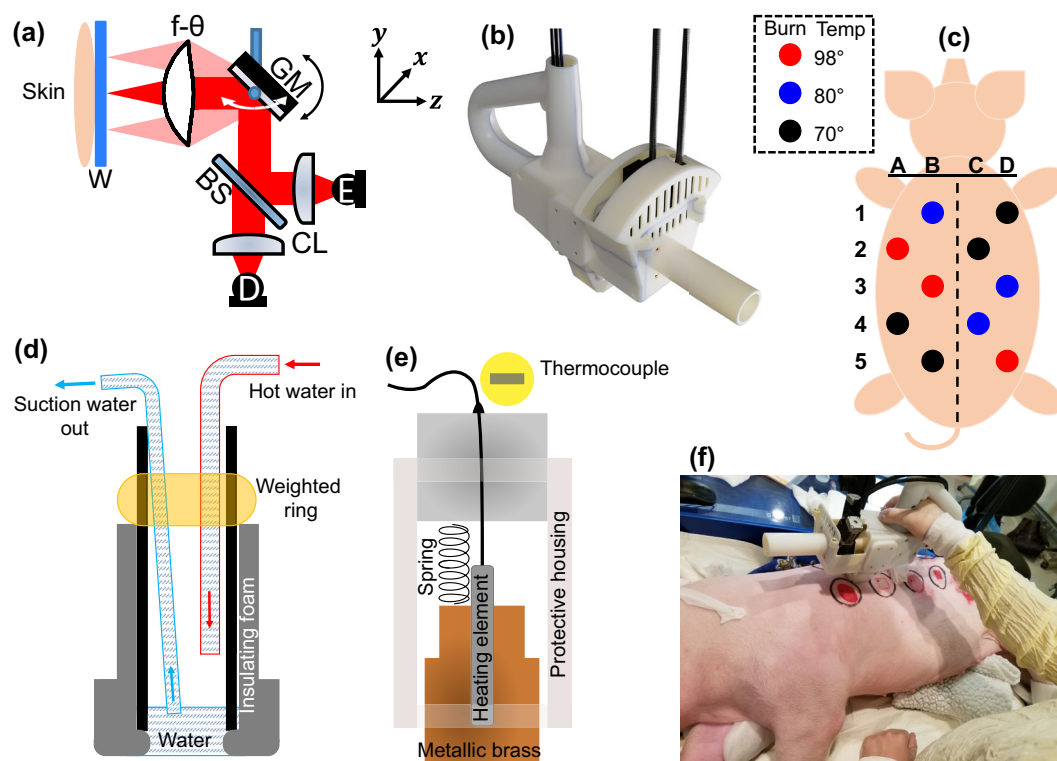 (a)
f-θ
GM
Skin
W
BS
E
CL
D
y
x
z
(b)
Burn Temp
98°
80°
70°
(c)
A B C D
1
2
3
4
5
(d)
Suction water
out
Hot water in
Weighted
ring
Insulating foam
Water
(e)
Thermocouple
Spring
Heating element
Protective housing
Metallic brass
(f)